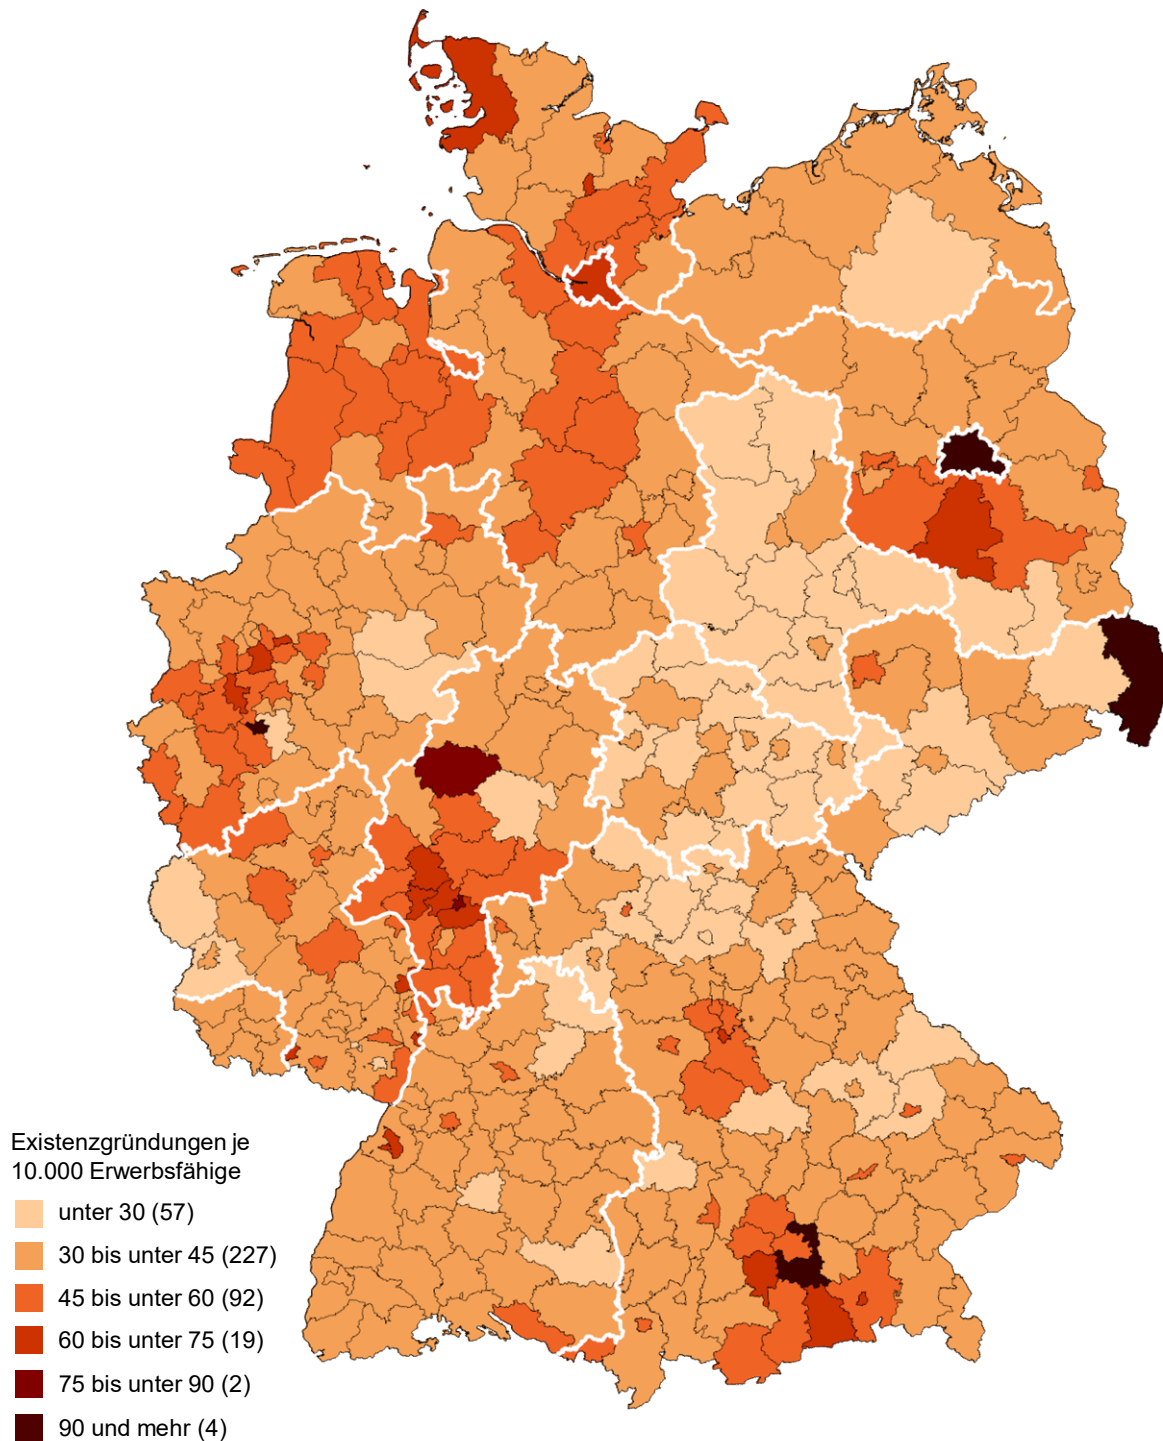 Existenzgründungen je
10.000 Erwerbsfähige
unter 30 (57)
30 bis unter 45 (227)
45 bis unter 60 (92)
60 bis unter 75 (19)
75 bis unter 90 (2)
90 und mehr (4)